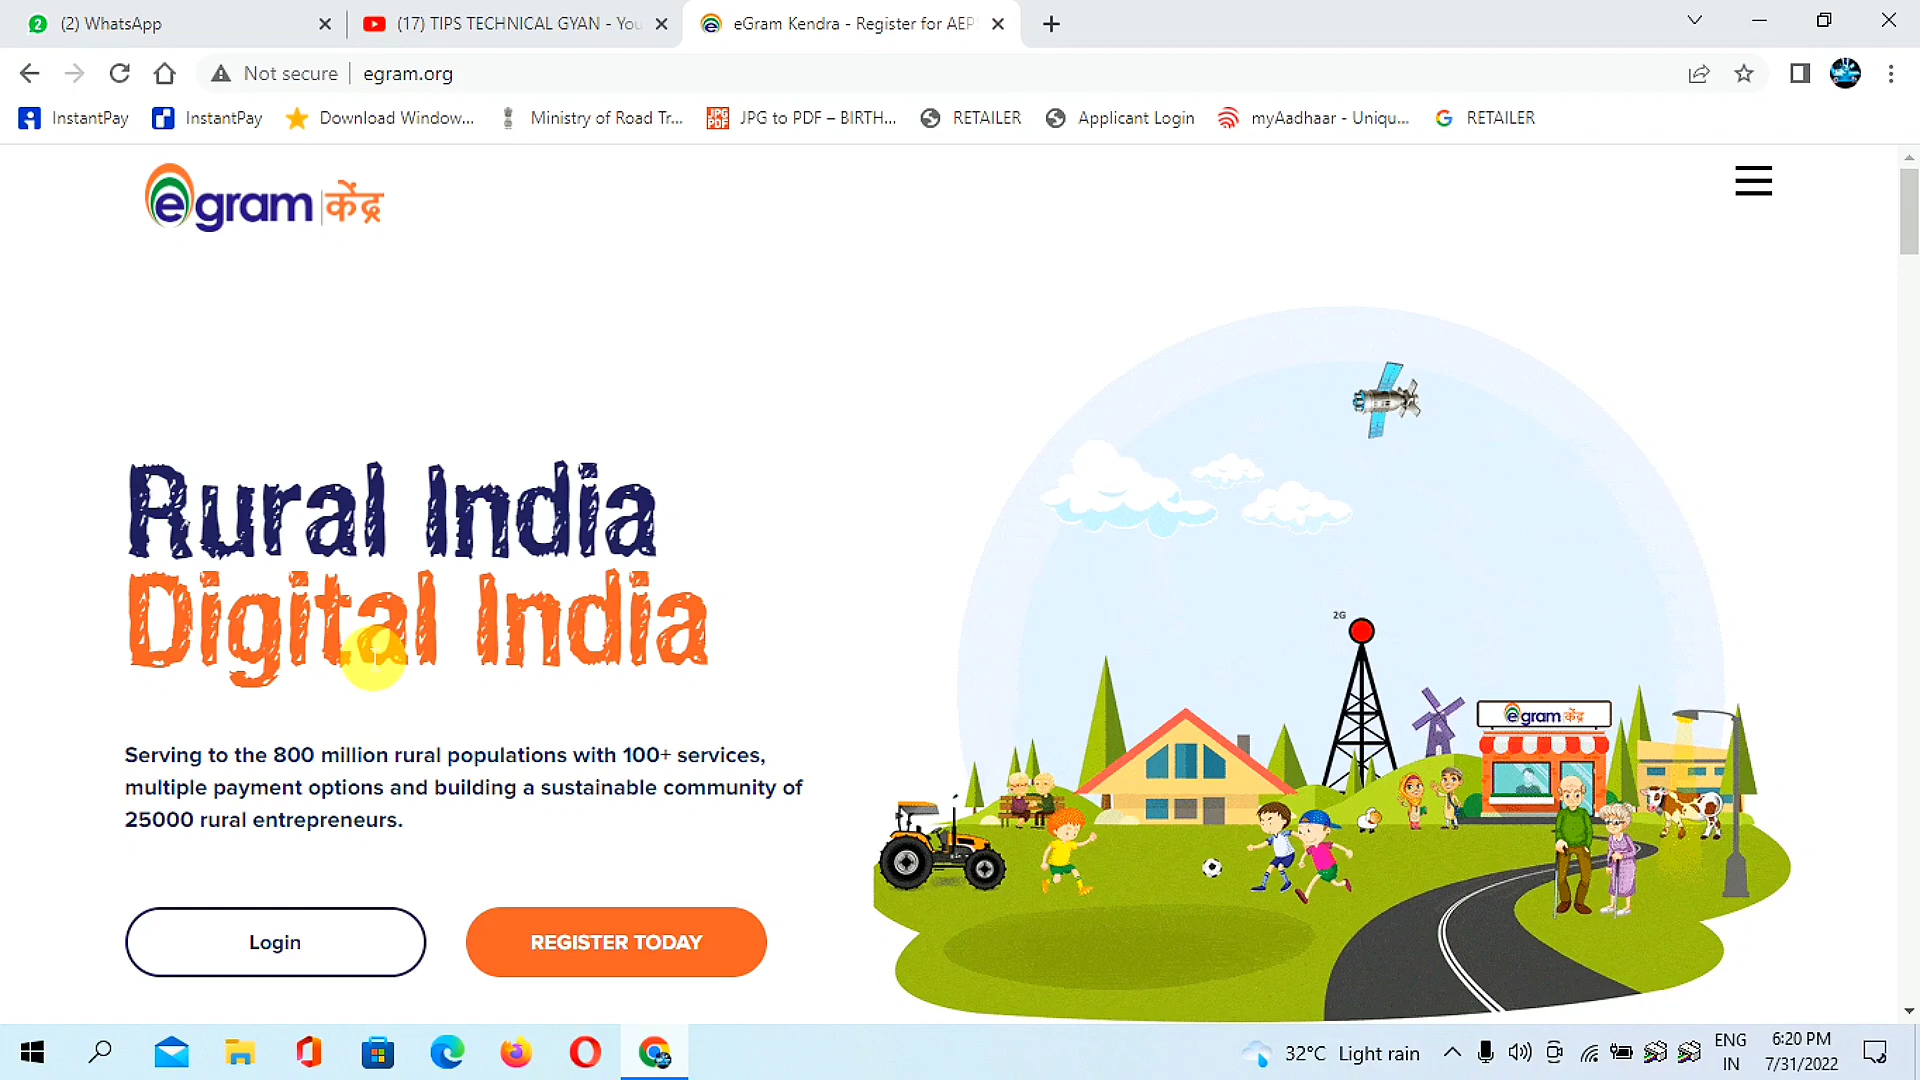 (2) WhatsApp
(17) TIPS TECHNICAL GYAN - You
eGram Kendra - Register for AEP
Not secure
egram.org
InstantPay
InstantPay
Download Window...
Ministry of Road Tr...
JPG PDF
JPG to PDF – BIRTH...
RETAILER
Applicant Login
myAadhaar - Uniqu...
RETAILER
egram केंद्र
Rural India
Digital India
2G
egram केंद्र
Serving to the 800 million rural populations with 100+ services,
multiple payment options and building a sustainable community of
25000 rural entrepreneurs.
Login
REGISTER TODAY
32°C Light rain
ENG
IN
6:20 PM
7/31/2022